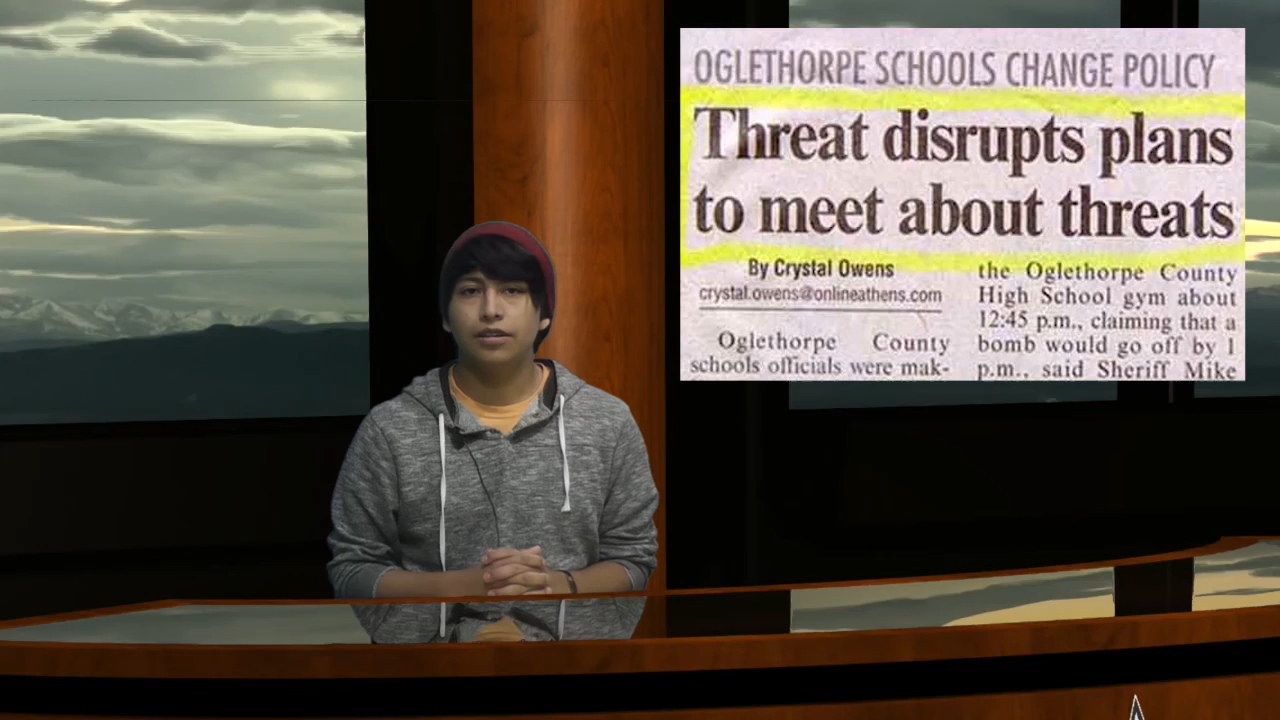 OGLETHORPE SCHOOLS CHANGE POLICY
Threat disrupts plans
to meet about threats
By Crystal Owens
crystal.owens@onlineathens.com
Oglethorpe County
schools officials were mak-
the Oglethorpe County
High School gym about
12:45 p.m., claiming that a
bomb would go off by 1
p.m., said Sheriff Mike